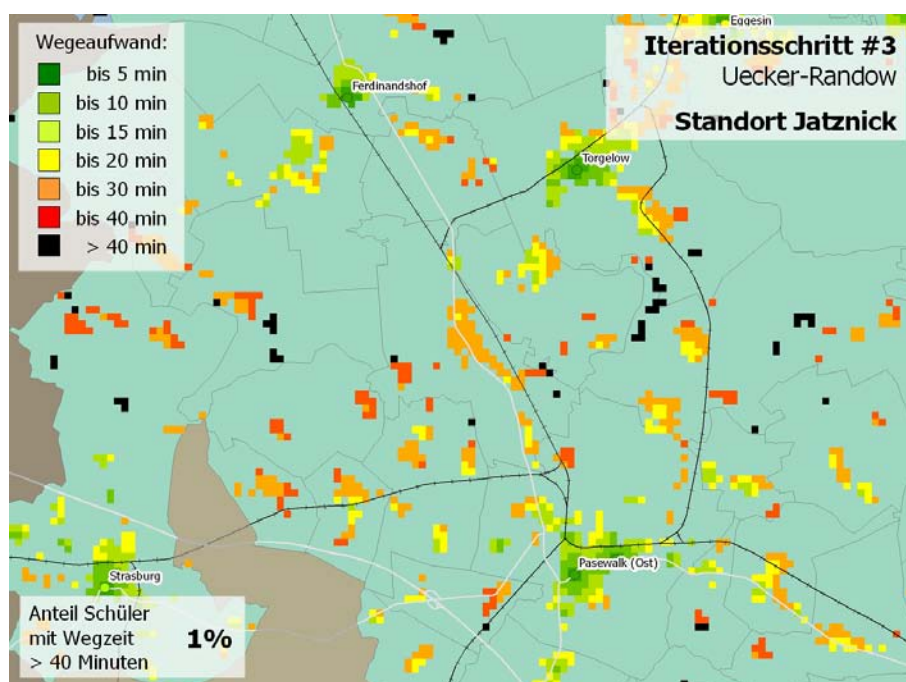 Wegeaufwand:
bis 5 min
bis 10 min
bis 15 min
bis 20 min
bis 30 min
bis 40 min
> 40 min
Eggesin
Iterationsschritt #3
Uecker-Randow
Standort Jatznick
Ferdinandshof
Torgelow
Pasewalk (Ost)
Strasburg
Anteil Schüler
mit Wegzeit 1%
> 40 Minuten